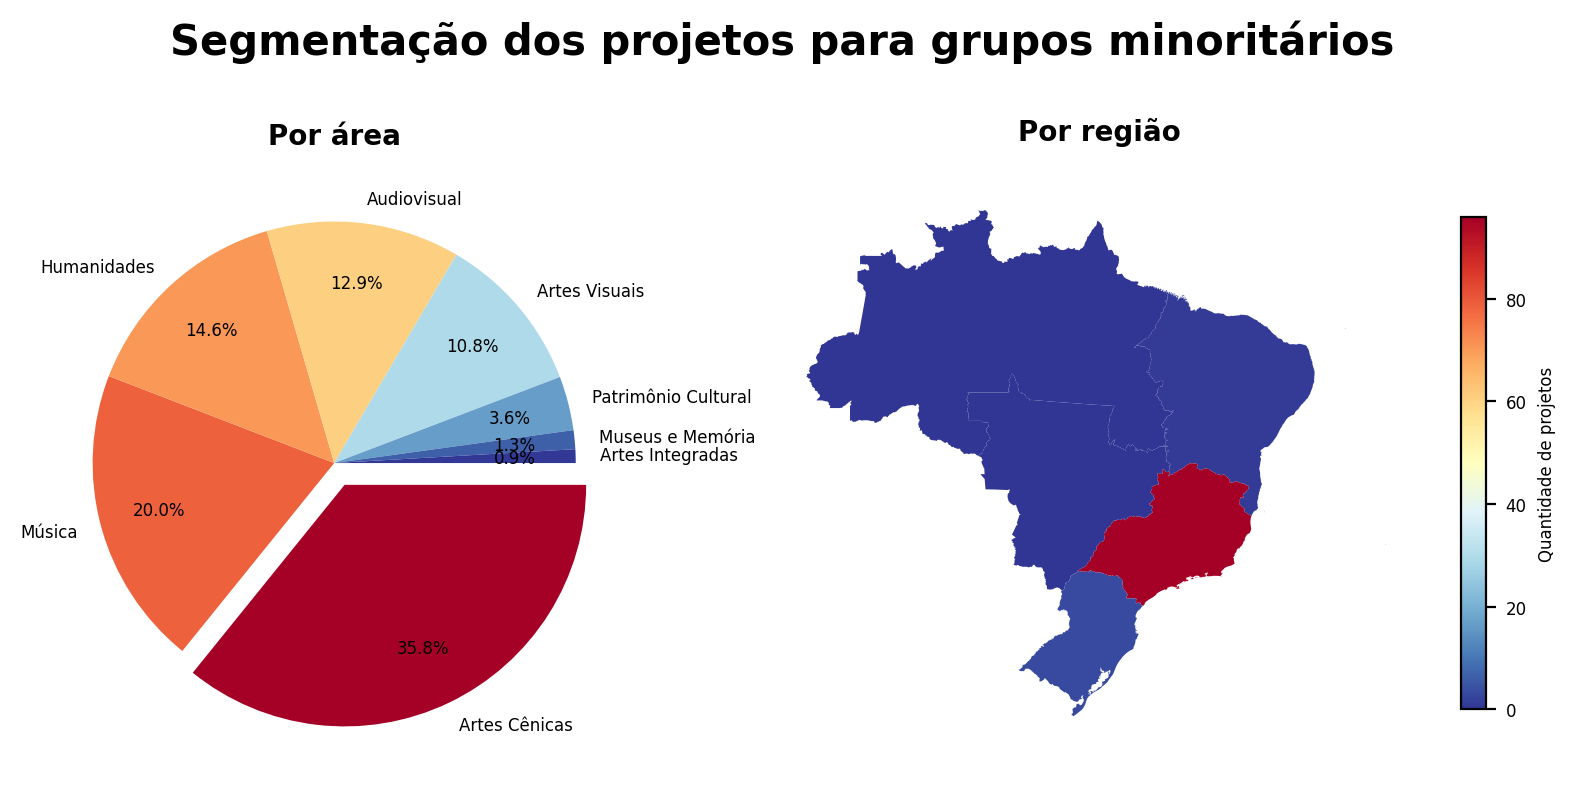 Segmentação dos projetos para grupos minoritários
Por área
Audiovisual
Humanidades
12.9%
Artes Visuais
14.6%
10.8%
Patrimônio Cultural
3.6%
Museus e Memória
1.3%
Artes Integradas
0.9%
20.0%
Música
35.8%
Artes Cênicas
Por região
80
60
40
20
0
Quantidade de projetos